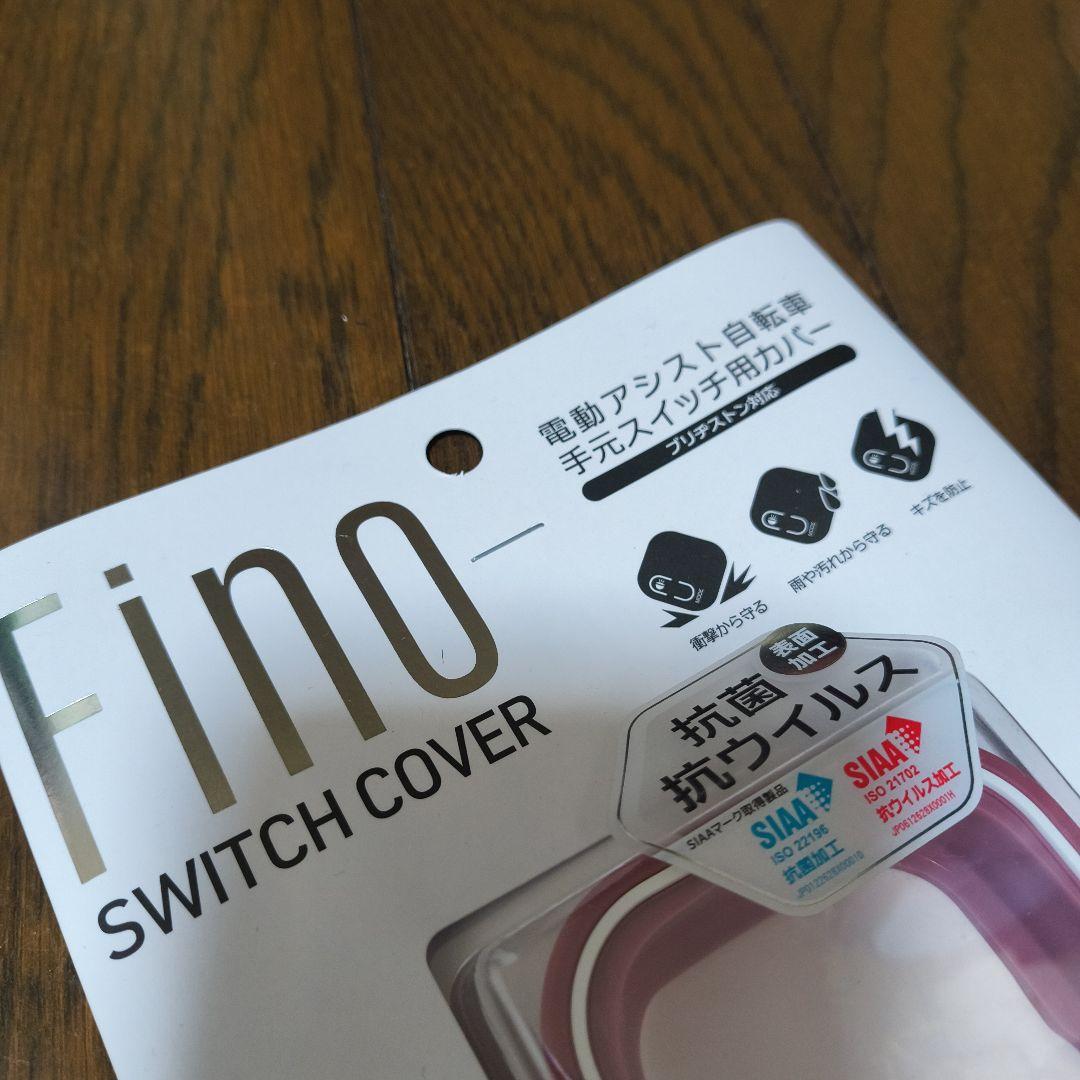 Fino
SWITCH COVER
電動アシスト自転車
手元スイッチ用カバー
ブリヂストン対応
衝撃から守る
雨や汚れから守る
キズを防止
表面
加工
抗菌
抗ウイルス
SIAAマーク取得製品
SIAA
ISO 22196
抗菌加工
SIAA
ISO 21702
抗ウイルス加工